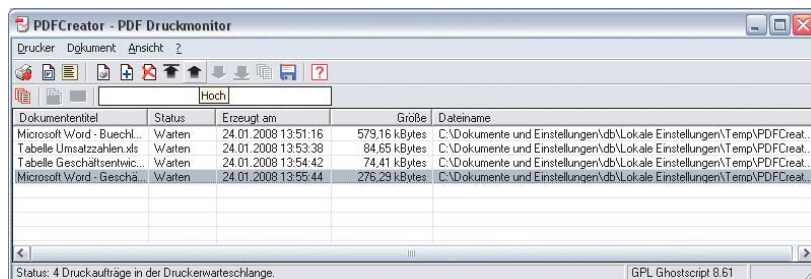 PDFCreator - PDF Druckmonitor
Drucker Dokument Ansicht ?
Hoch
Dokumententitel Status Erzeugt am Größe Dateiname
Microsoft Word - Buechl... Warten 24.01.2008 13:51:16 579,16 kBytes C:\Dokumente und Einstellungen\db\Lokale Einstellungen\Temp\PDFCreat...
Tabelle Umsatzzahlen.xls Warten 24.01.2008 13:53:38 84,65 kBytes C:\Dokumente und Einstellungen\db\Lokale Einstellungen\Temp\PDFCreat...
Tabelle Geschäftsentwic... Warten 24.01.2008 13:54:42 74,41 kBytes C:\Dokumente und Einstellungen\db\Lokale Einstellungen\Temp\PDFCreat...
Microsoft Word - Geschä... Warten 24.01.2008 13:55:44 276,29 kBytes C:\Dokumente und Einstellungen\db\Lokale Einstellungen\Temp\PDFCreat...
Status: 4 Druckaufträge in der Druckerwarteschlange. GPL Ghostscript 8.61